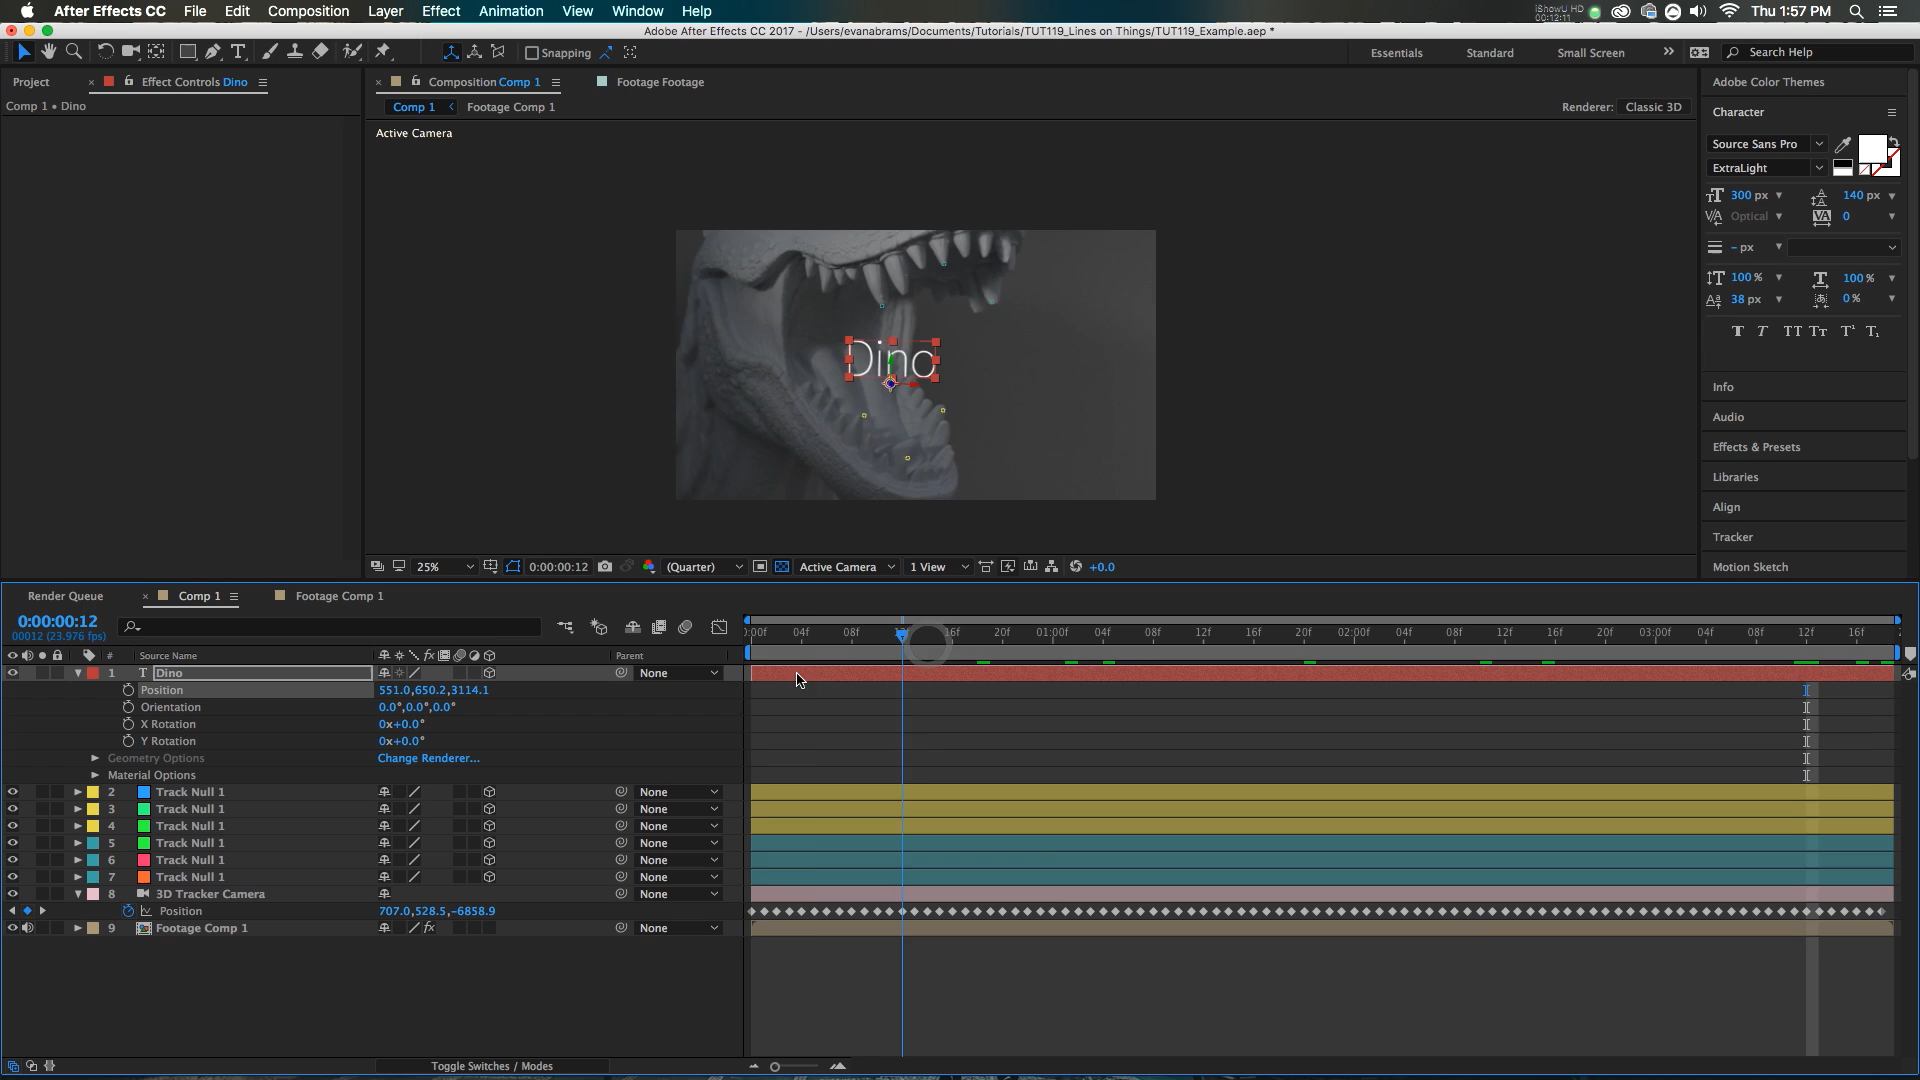 After Effects CC File Edit Composition Layer Effect Animation View Window Help
iShowU HD
00:12:11
Thu 1:57 PM
Adobe After Effects CC 2017 - /Users/evanabrams/Documents/Tutorials/TUT119_Lines on Things/TUT119_Example.aep *
Snapping
Essentials Standard Small Screen Search Help
Project Effect Controls Dino
Comp 1 • Dino
Composition Comp 1 Footage Footage
Comp 1 Footage Comp 1
Renderer: Classic 3D
Active Camera
Dino
Adobe Color Themes
Character
Source Sans Pro
ExtraLight
300 px 140 px
Optical 0
– px
100 % 100 %
38 px 0 %
T T TT Tт T¹ T₁
Info
Audio
Effects & Presets
Libraries
Align
Tracker
Motion Sketch
25% 0:00:00:12 (Quarter) Active Camera 1 View +0.0
Render Queue Comp 1 Footage Comp 1
0:00:00:12
00012 (23.976 fps)
:00f 04f 08f 16f 20f 01:00f 04f 08f 12f 16f 20f 02:00f 04f 08f 12f 16f 20f 03:00f 04f 08f 12f 16f
# Source Name Parent
1 T Dino None
Position 551.0,650.2,3114.1
Orientation 0.0°,0.0°,0.0°
X Rotation 0x+0.0°
Y Rotation 0x+0.0°
Geometry Options Change Renderer...
Material Options
2 Track Null 1 None
3 Track Null 1 None
4 Track Null 1 None
5 Track Null 1 None
6 Track Null 1 None
7 Track Null 1 None
8 3D Tracker Camera None
Position 707.0,528.5,-6858.9
9 Footage Comp 1 None
Toggle Switches / Modes